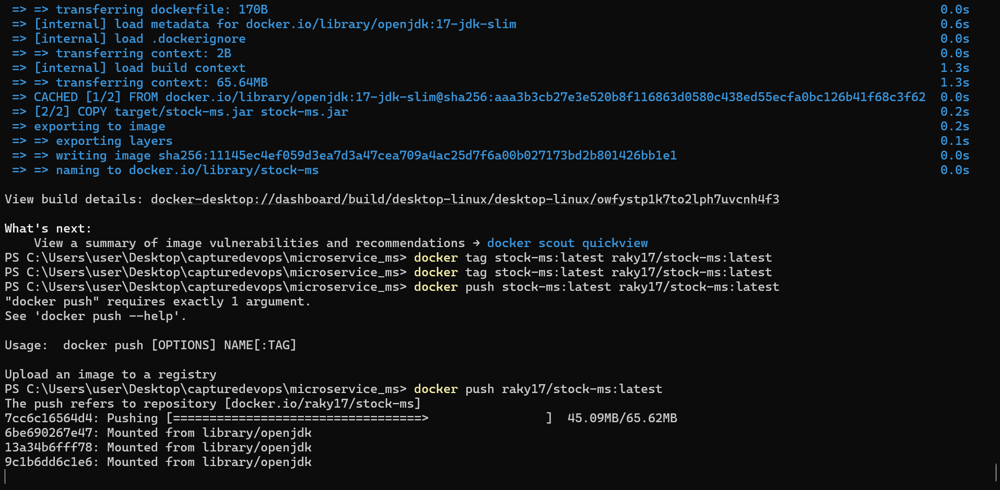 => => transferring dockerfile: 170B 0.0s
=> [internal] load metadata for docker.io/library/openjdk:17-jdk-slim 0.6s
=> [internal] load .dockerignore 0.0s
=> => transferring context: 2B 0.0s
=> [internal] load build context 1.3s
=> => transferring context: 65.64MB 1.3s
=> CACHED [1/2] FROM docker.io/library/openjdk:17-jdk-slim@sha256:aaa3b3cb27e3e520b8f116863d0580c438ed55ecfa0bc126b41f68c3f62 0.0s
=> [2/2] COPY target/stock-ms.jar stock-ms.jar 0.2s
=> exporting to image 0.2s
=> => exporting layers 0.1s
=> => writing image sha256:11145ec4ef059d3ea7d3a47cea709a4ac25d7f6a00b027173bd2b801426bb1e1 0.0s
=> => naming to docker.io/library/stock-ms 0.0s
View build details: docker-desktop://dashboard/build/desktop-linux/desktop-linux/owfystp1k7to2lph7uvcnh4f3
What's next:
View a summary of image vulnerabilities and recommendations → docker scout quickview
PS C:\Users\user\Desktop\capturedevops\microservice_ms> docker tag stock-ms:latest raky17/stock-ms:latest
PS C:\Users\user\Desktop\capturedevops\microservice_ms> docker tag stock-ms:latest raky17/stock-ms:latest
PS C:\Users\user\Desktop\capturedevops\microservice_ms> docker push stock-ms:latest raky17/stock-ms:latest
"docker push" requires exactly 1 argument.
See 'docker push --help'.
Usage:  docker push [OPTIONS] NAME[:TAG]
Upload an image to a registry
PS C:\Users\user\Desktop\capturedevops\microservice_ms> docker push raky17/stock-ms:latest
The push refers to repository [docker.io/raky17/stock-ms]
7cc6c16564d4: Pushing [==================================>                ]  45.09MB/65.62MB
6be690267e47: Mounted from library/openjdk
13a34b6fff78: Mounted from library/openjdk
9c1b6dd6c1e6: Mounted from library/openjdk